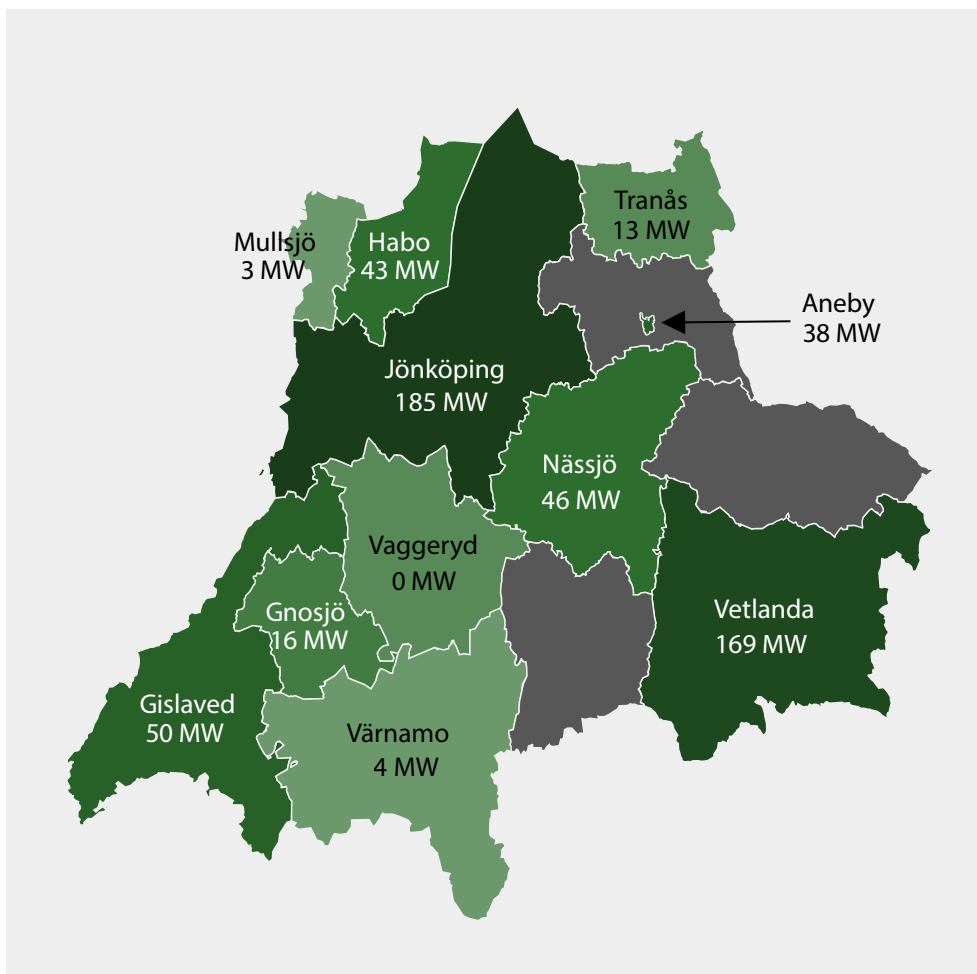 Tranås
13 MW
Mullsjö
3 MW
Habo
43 MW
Aneby
38 MW
Jönköping
185 MW
Nässjö
46 MW
Vaggeryd
0 MW
Gnosjö
16 MW
Vetlanda
169 MW
Gislaved
50 MW
Värnamo
4 MW